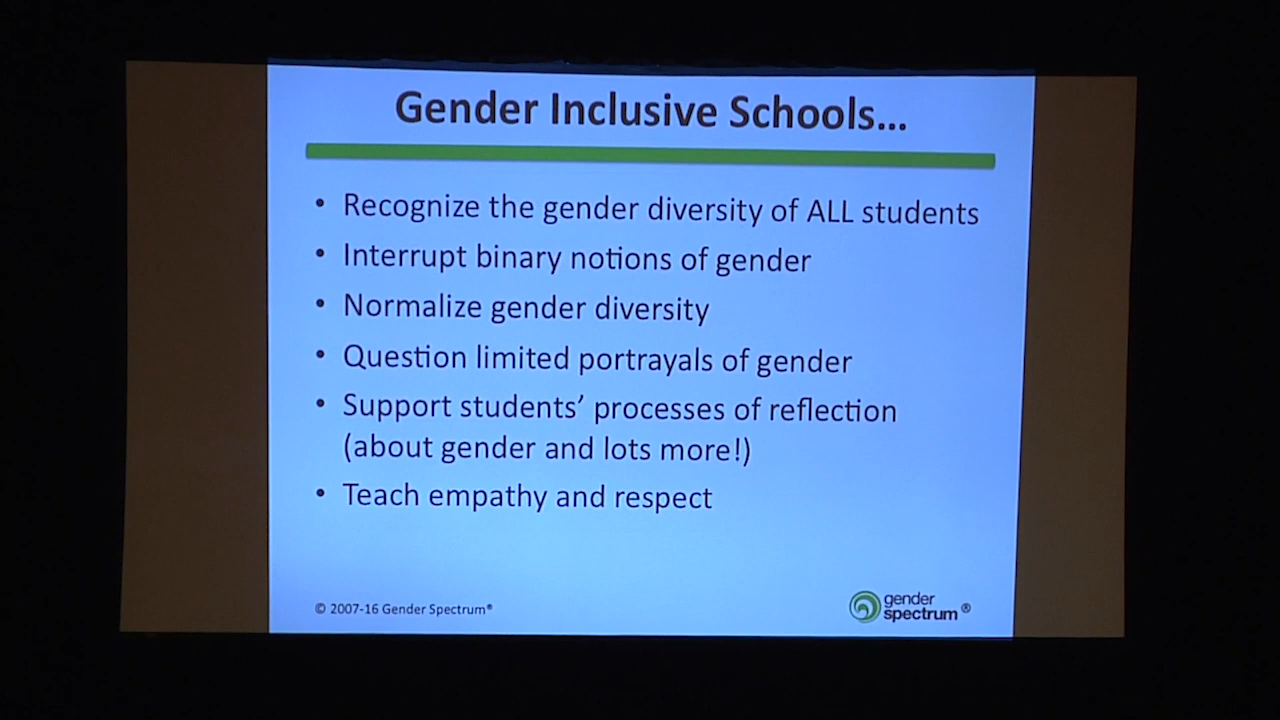 Gender Inclusive Schools...
• Recognize the gender diversity of ALL students
• Interrupt binary notions of gender
• Normalize gender diversity
• Question limited portrayals of gender
• Support students’ processes of reflection
(about gender and lots more!)
• Teach empathy and respect
© 2007-16 Gender Spectrum®
gender
spectrum ®